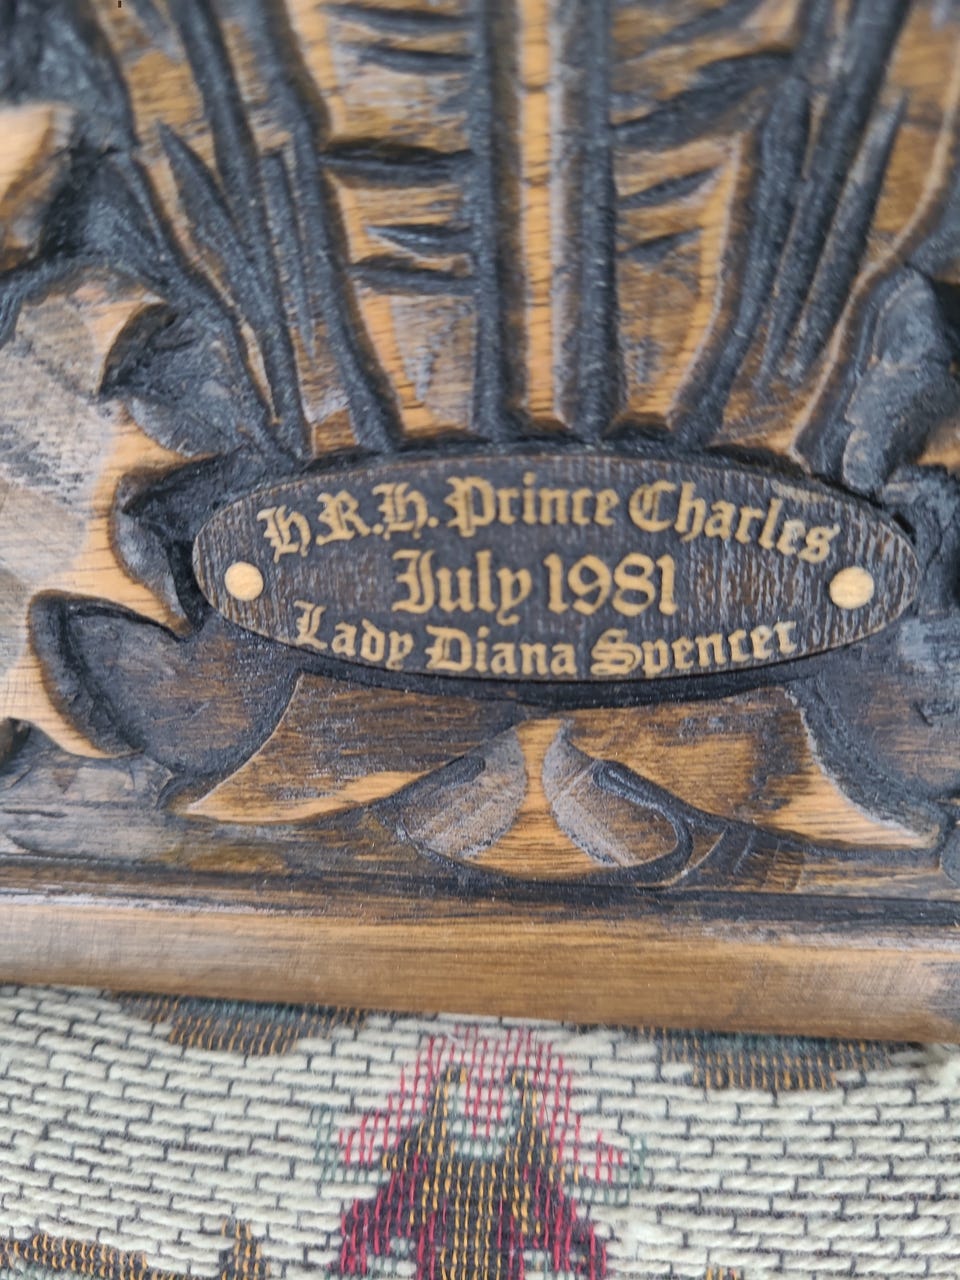 H.R.H. Prince Charles
July 1981
Lady Diana Spencer